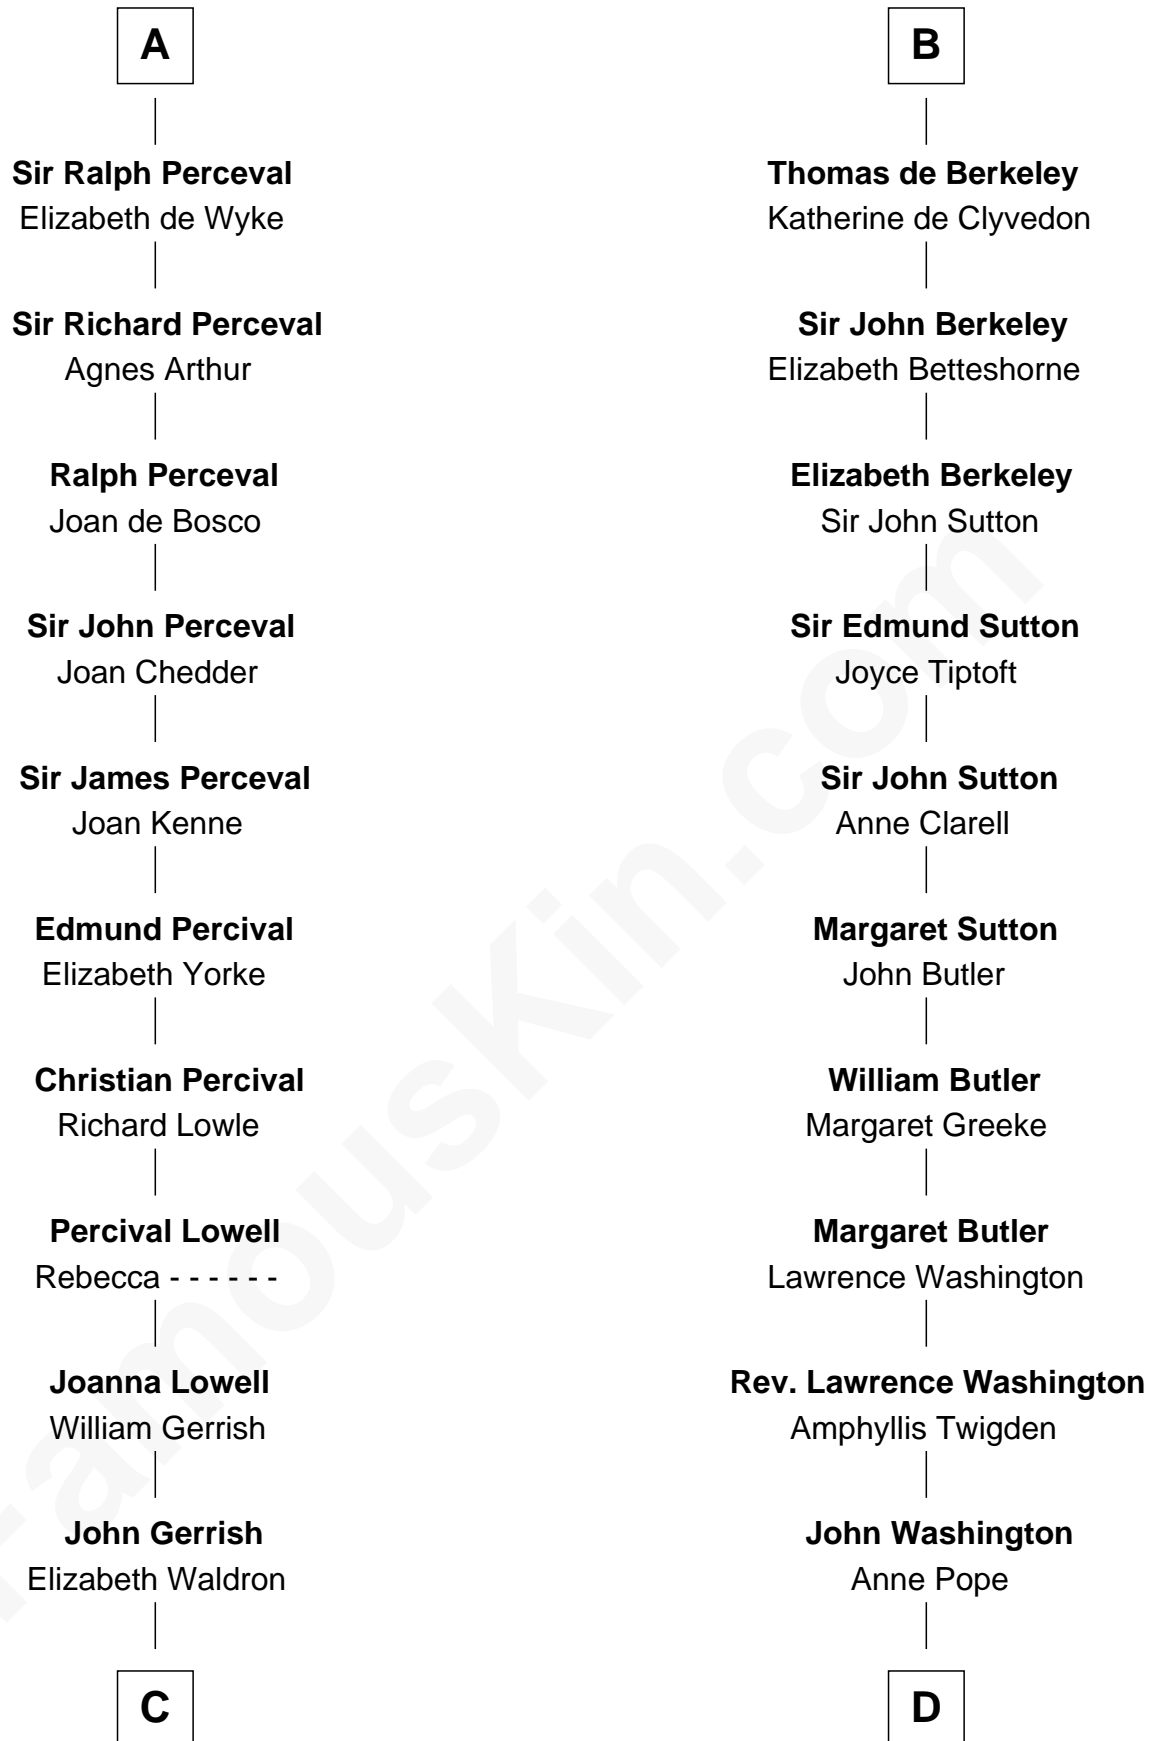 A
Sir Ralph Perceval
Elizabeth de Wyke
Sir Richard Perceval
Agnes Arthur
Ralph Perceval
Joan de Bosco
Sir John Perceval
Joan Chedder
Sir James Perceval
Joan Kenne
Edmund Percival
Elizabeth Yorke
Christian Percival
Richard Lowle
Percival Lowell
Rebecca - - - - - -
Joanna Lowell
William Gerrish
John Gerrish
Elizabeth Waldron
C
B
Thomas de Berkeley
Katherine de Clyvedon
Sir John Berkeley
Elizabeth Betteshorne
Elizabeth Berkeley
Sir John Sutton
Sir Edmund Sutton
Joyce Tiptoft
Sir John Sutton
Anne Clarell
Margaret Sutton
John Butler
William Butler
Margaret Greeke
Margaret Butler
Lawrence Washington
Rev. Lawrence Washington
Amphyllis Twigden
John Washington
Anne Pope
D
FamousKin.com